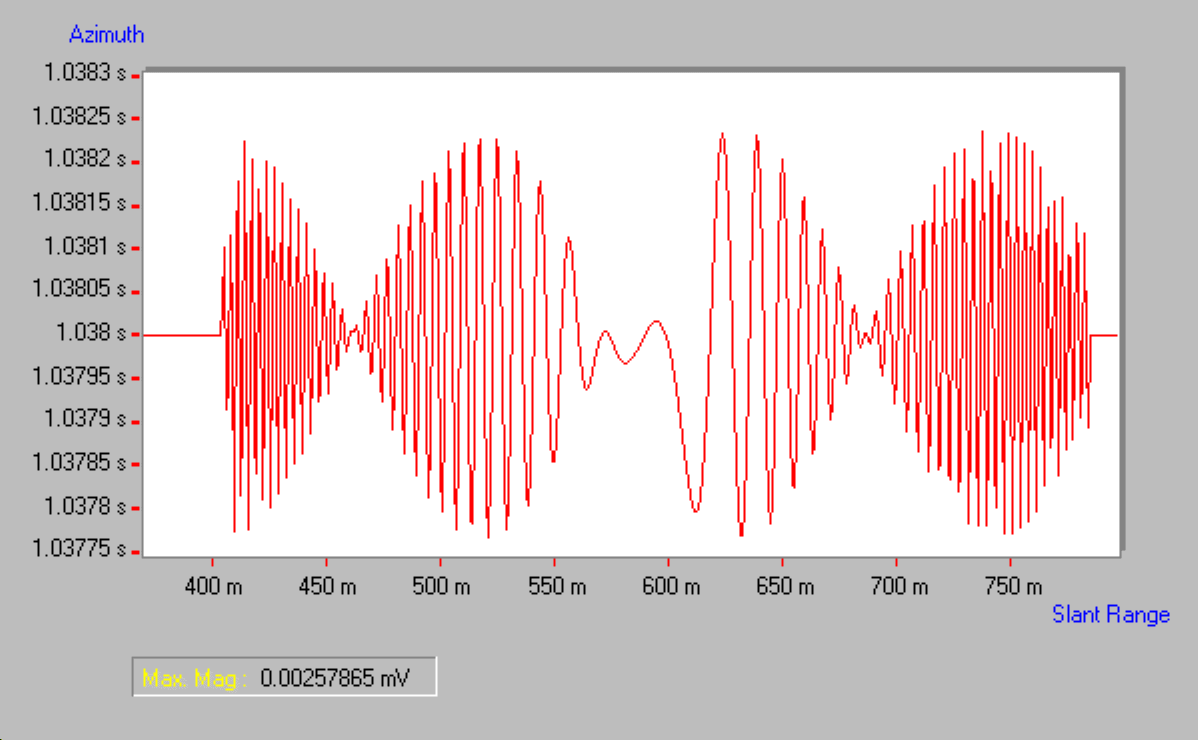 Azimuth
1.0383 s
1.03825 s
1.0382 s
1.03815 s
1.0381 s
1.03805 s
1.038 s
1.03795 s
1.0379 s
1.03785 s
1.0378 s
1.03775 s
400 m 450 m 500 m 550 m 600 m 650 m 700 m 750 m
Slant Range
Max. Mag : 0.00257865 mV